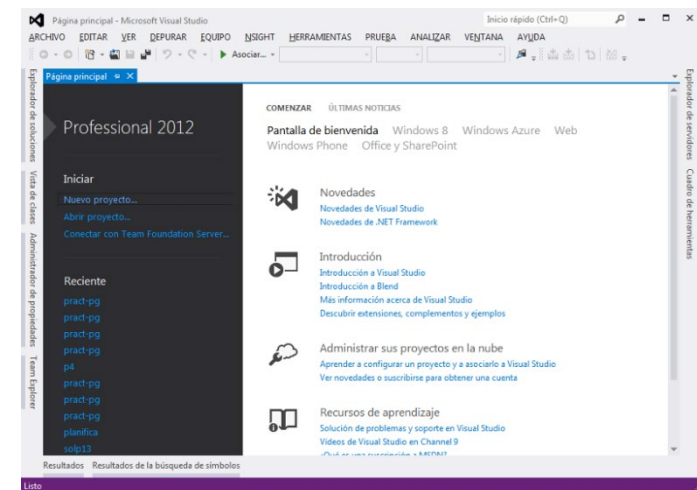 Página principal - Microsoft Visual Studio
Inicio rápido (Ctrl+Q)
ARCHIVO EDITAR VER DEPURAR EQUIPO NSIGHT HERRAMIENTAS PRUEBA ANALIZAR VENTANA AYUDA
Asociar...
Página principal
Explorador de soluciones
Vista de clases
Administrador de propiedades
Team Explorer
Professional 2012
Iniciar
Nuevo proyecto...
Abrir proyecto...
Conectar con Team Foundation Server...
Reciente
pract-pg
pract-pg
pract-pg
pract-pg
p4
pract-pg
pract-pg
pract-pg
planifica
solp13
COMENZAR ÚLTIMAS NOTICIAS
Pantalla de bienvenida Windows 8 Windows Azure Web
Windows Phone Office y SharePoint
Novedades
Novedades de Visual Studio
Novedades de .NET Framework
Introducción
Introducción a Visual Studio
Introducción a Blend
Más información acerca de Visual Studio
Descubrir extensiones, complementos y ejemplos
Administrar sus proyectos en la nube
Aprender a configurar un proyecto y a asociarlo a Visual Studio
Ver novedades o suscribirse para obtener una cuenta
Recursos de aprendizaje
Solución de problemas y soporte en Visual Studio
Vídeos de Visual Studio en Channel 9
¿Qué es una suscripción a MSDN?
Explorador de servidores
Cuadro de herramientas
Resultados Resultados de la búsqueda de símbolos
Listo